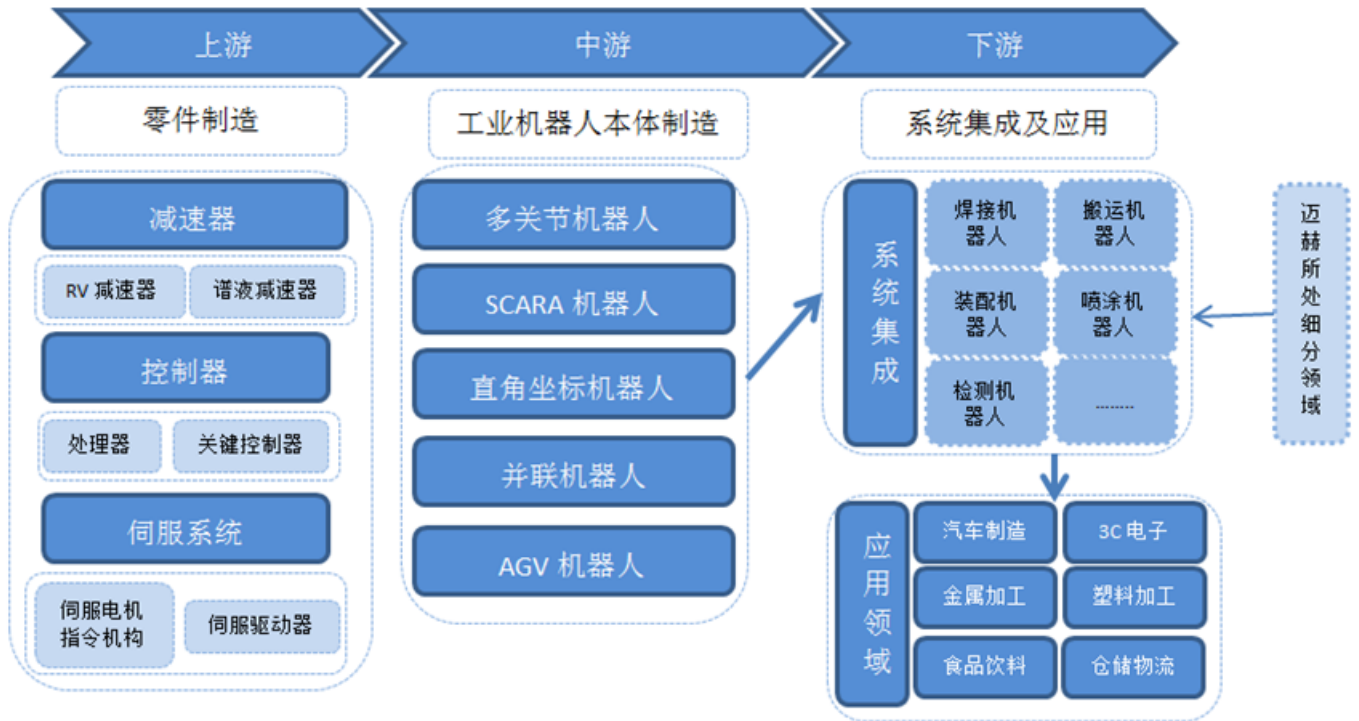 上游
中游
下游
零件制造
工业机器人本体制造
系统集成及应用
减速器
RV 减速器
谱液减速器
控制器
处理器
关键控制器
伺服系统
伺服电机
指令机构
伺服驱动器
多关节机器人
SCARA 机器人
直角坐标机器人
并联机器人
AGV 机器人
系统集成
焊接机
器人
搬运机
器人
装配机
器人
喷涂机
器人
检测机
器人
........
迈赫所处细分领域
应用领域
汽车制造
3C 电子
金属加工
塑料加工
食品饮料
仓储物流